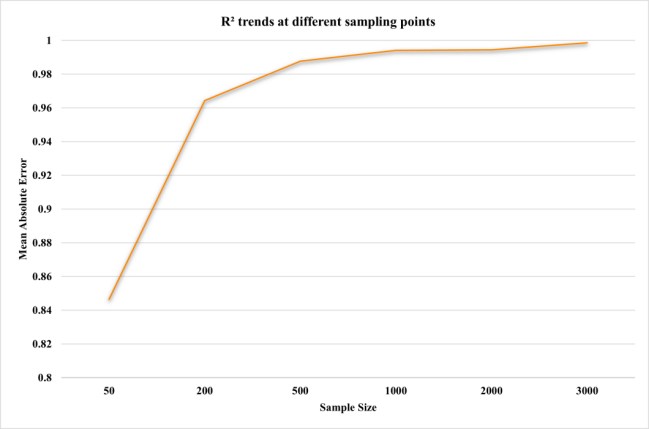 R² trends at different sampling points
Mean Absolute Error
1
0.98
0.96
0.94
0.92
0.9
0.88
0.86
0.84
0.82
0.8
50 200 500 1000 2000 3000
Sample Size